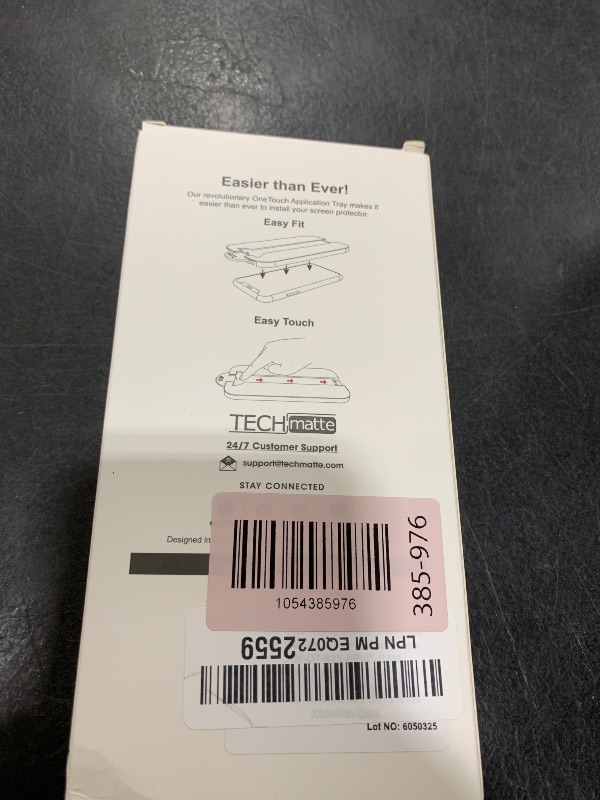 Easier than Ever!
Our revolutionary OneTouch Application Tray makes it
easier than ever to install your screen protector.
Easy Fit
Easy Touch
TECH matte
24/7 Customer Support
support@techmatte.com
STAY CONNECTED
Designed In
1054385976
385-976
LPN PM EQ0722559
Lot NO: 6050325